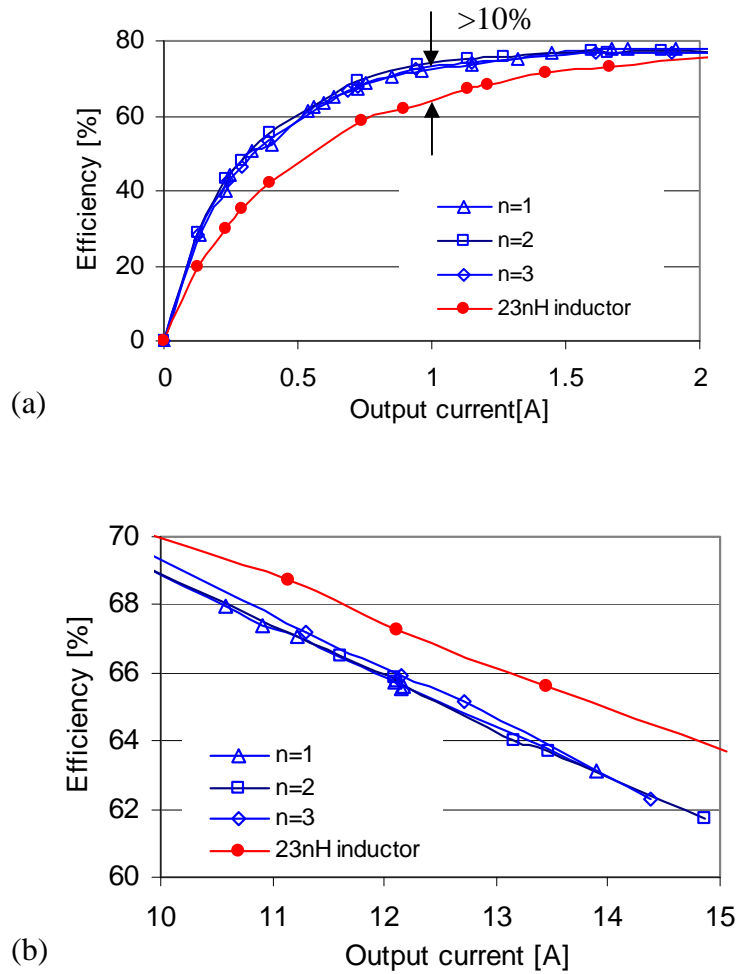 >10%
80
60
40
20
0
Efficiency [%]
n=1
n=2
n=3
23nH inductor
0 0.5 1 1.5 2
Output current[A]
(a)
70
68
66
64
62
60
Efficiency [%]
n=1
n=2
n=3
23nH inductor
10 11 12 13 14 15
Output current [A]
(b)